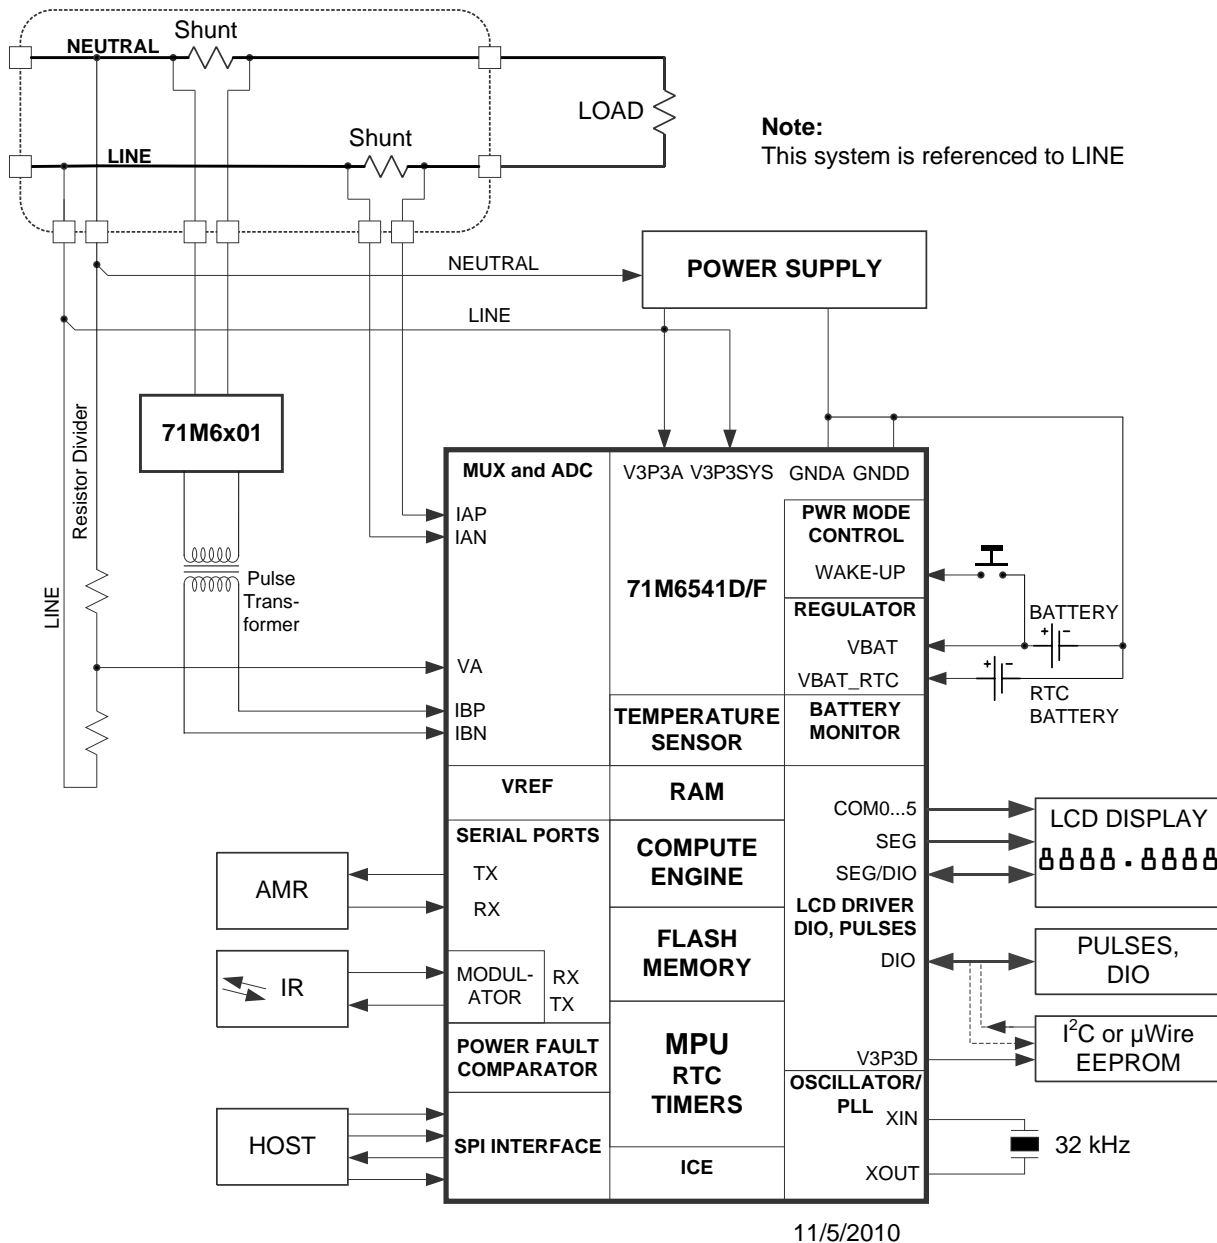 Shunt
NEUTRAL
LOAD
Note:
This system is referenced to LINE
Shunt
LINE
NEUTRAL
POWER SUPPLY
LINE
71M6x01
Resistor Divider
MUX and ADC
V3P3A V3P3SYS GNDA GNDD
IAP
IAN
PWR MODE
CONTROL
WAKE-UP
71M6541D/F
REGULATOR
BATTERY
LINE
Pulse
Trans-
former
VBAT
VA
VBAT_RTC
RTC
BATTERY
IBP
IBN
TEMPERATURE
SENSOR
BATTERY
MONITOR
VREF
RAM
COM0...5
LCD DISPLAY
SERIAL PORTS
COMPUTE
ENGINE
SEG
8888.8888
SEG/DIO
AMR
TX
RX
LCD DRIVER
DIO, PULSES
FLASH
MEMORY
DIO
PULSES,
DIO
IR
MODUL-
ATOR
RX
TX
I²C or µWire
EEPROM
POWER FAULT
COMPARATOR
MPU
RTC
TIMERS
V3P3D
OSCILLATOR/
PLL
XIN
HOST
SPI INTERFACE
32 kHz
ICE
XOUT
11/5/2010